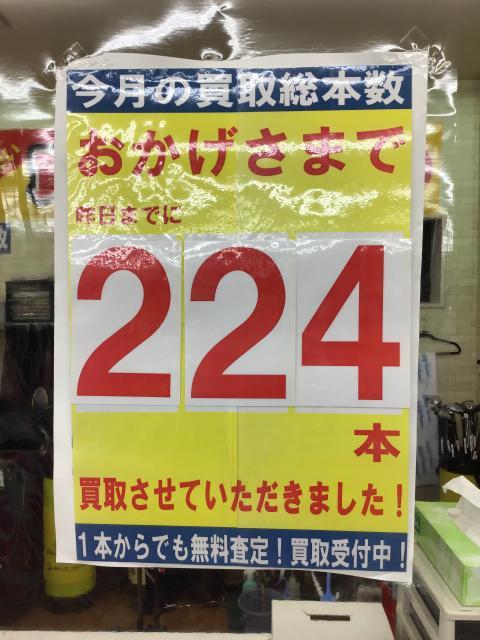 今月の買取総本数
おかげさまで
昨日までに
224
本
買取させていただきました！
1本からでも無料査定！買取受付中！